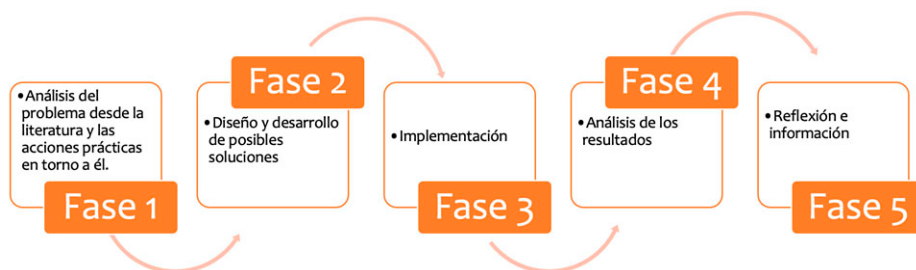 •Análisis del
problema desde la
literatura y las
acciones prácticas
en torno a él.
Fase 1
Fase 2
•Diseño y desarrollo
de posibles
soluciones
•Implementación
Fase 3
Fase 4
•Análisis de los
resultados
•Reflexión e
información
Fase 5